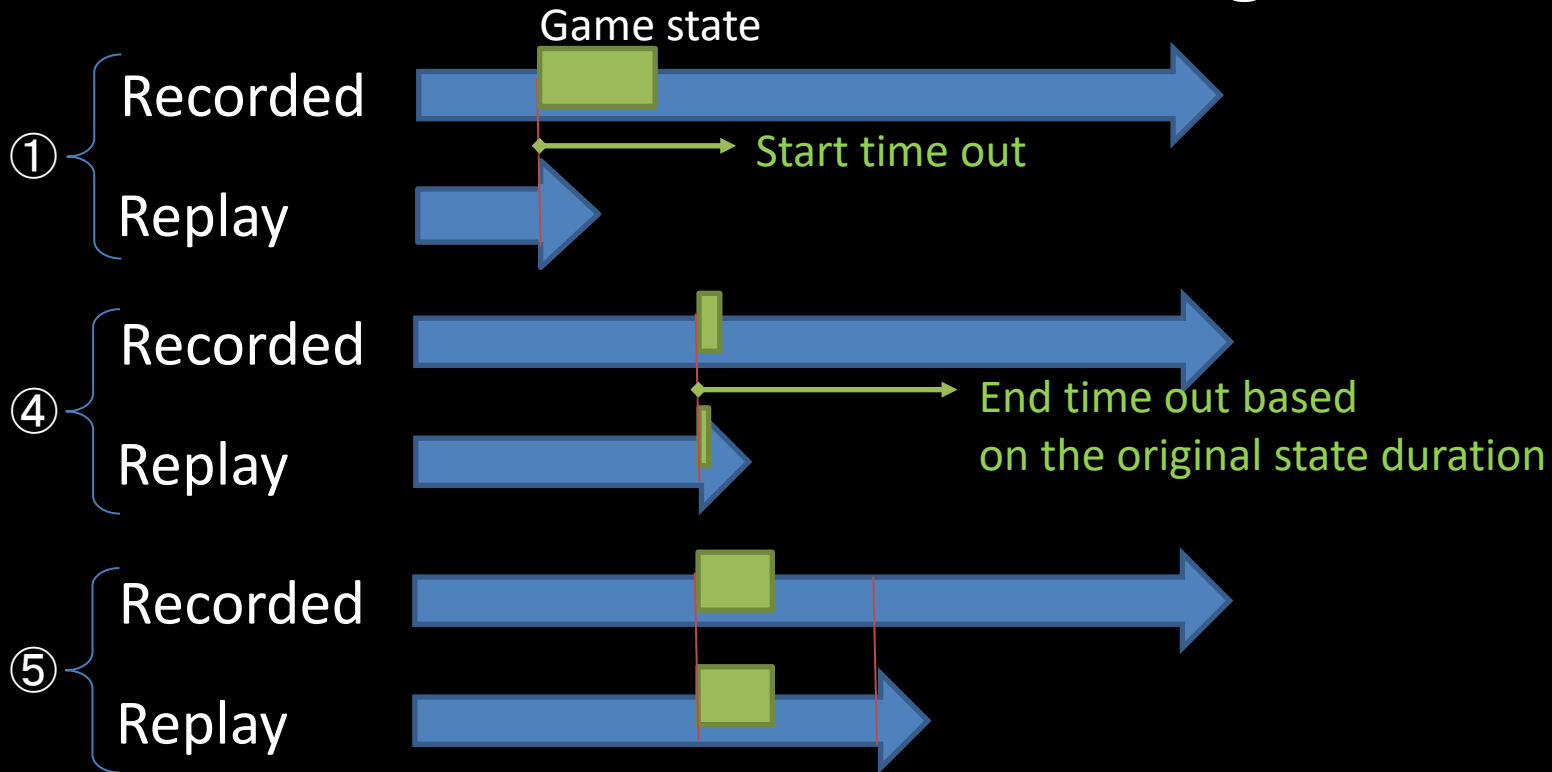 Game state
Recorded
①
Start time out
Replay
Recorded
④
End time out based
on the original state duration
Replay
Recorded
⑤
Replay